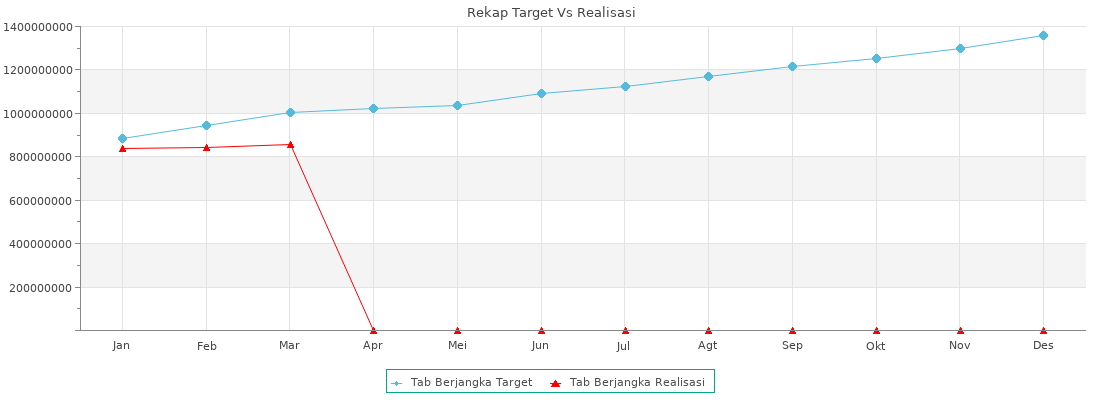 Rekap Target Vs Realisasi
1400000000
1200000000
1000000000
800000000
600000000
400000000
200000000
Jan Feb Mar Apr Mei Jun Jul Agt Sep Okt Nov Des
Tab Berjangka Target Tab Berjangka Realisasi